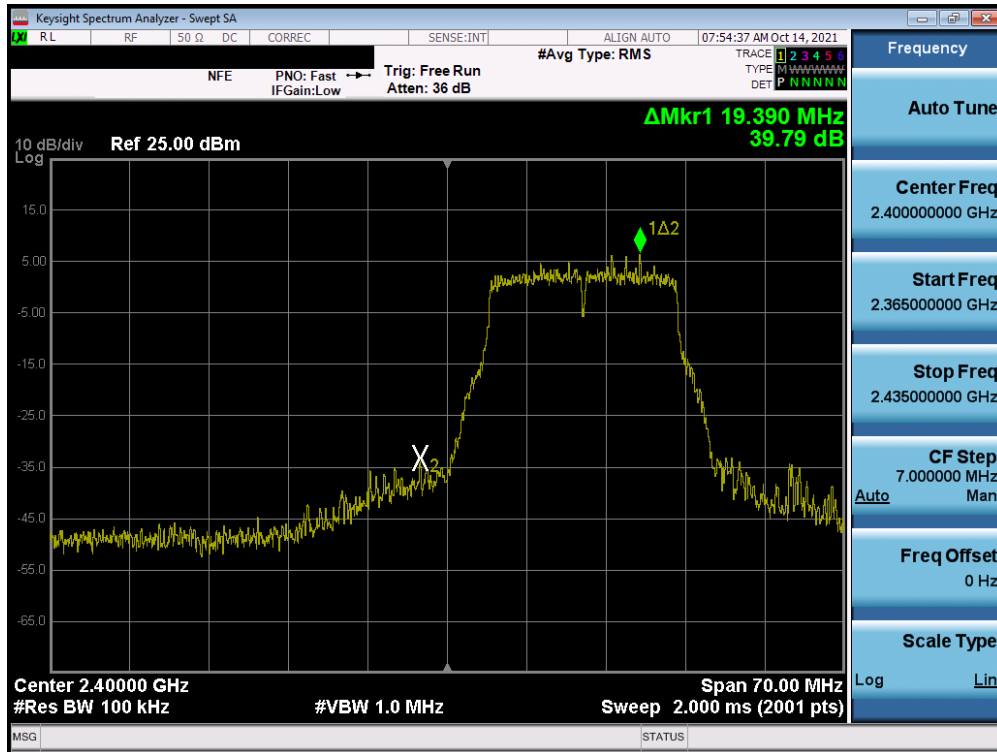 Keysight Spectrum Analyzer - Swept SA
LXI RL RF 50 Ω DC CORREC SENSE:INT ALIGN AUTO 07:54:37 AM Oct 14, 2021
#Avg Type: RMS TRACE 1 2 3 4 5 6
NFE PNO: Fast Trig: Free Run TYPE M WWWWW
IFGain:Low Atten: 36 dB DET P N N N N N
ΔMkr1 19.390 MHz
39.79 dB
10 dB/div Ref 25.00 dBm
Log
15.0
1Δ2
5.00
-5.00
-15.0
-25.0
-35.0
X2
-45.0
-55.0
-65.0
Center 2.40000 GHz Span 70.00 MHz
#Res BW 100 kHz #VBW 1.0 MHz Sweep 2.000 ms (2001 pts)
MSG STATUS
Frequency
Auto Tune
Center Freq
2.400000000 GHz
Start Freq
2.365000000 GHz
Stop Freq
2.435000000 GHz
CF Step
7.000000 MHz
Auto Man
Freq Offset
0 Hz
Scale Type
Log Lin